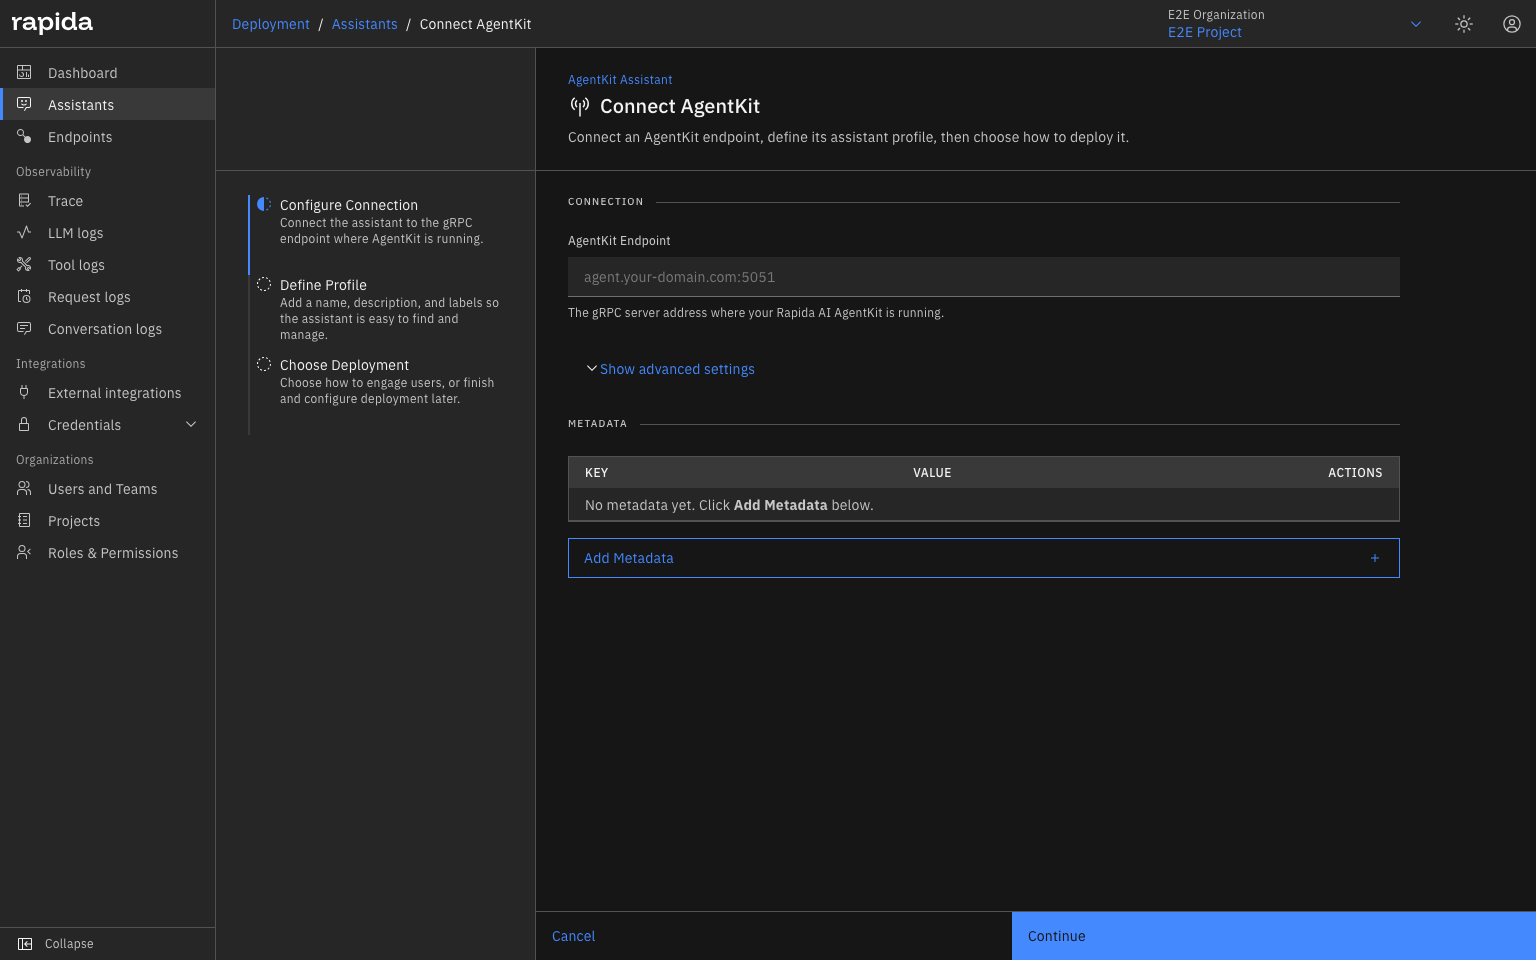 rapida
Deployment / Assistants / Connect AgentKit
E2E Organization
E2E Project
Dashboard
Assistants
Endpoints
Observability
Trace
LLM logs
Tool logs
Request logs
Conversation logs
Integrations
External integrations
Credentials
Organizations
Users and Teams
Projects
Roles & Permissions
Collapse
Configure Connection
Connect the assistant to the gRPC
endpoint where AgentKit is running.
Define Profile
Add a name, description, and labels so
the assistant is easy to find and
manage.
Choose Deployment
Choose how to engage users, or finish
and configure deployment later.
AgentKit Assistant
Connect AgentKit
Connect an AgentKit endpoint, define its assistant profile, then choose how to deploy it.
CONNECTION
AgentKit Endpoint
agent.your-domain.com:5051
The gRPC server address where your Rapida AI AgentKit is running.
Show advanced settings
METADATA
KEY VALUE ACTIONS
No metadata yet. Click Add Metadata below.
Add Metadata +
Cancel
Continue